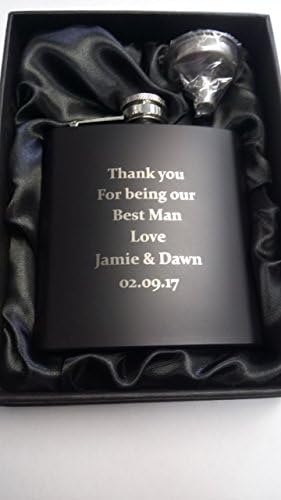 Thank you
For being our
Best Man
Love
Jamie & Dawn
02.09.17